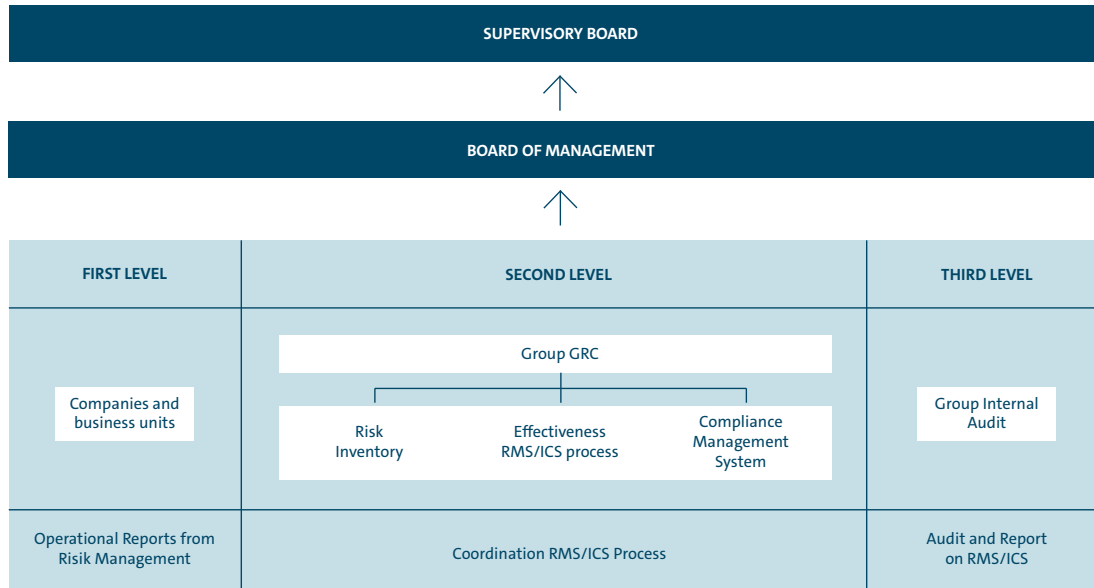 SUPERVISORY BOARD
BOARD OF MANAGEMENT
FIRST LEVEL
SECOND LEVEL
THIRD LEVEL
Companies and
business units
Group GRC
Risk
Inventory
Effectiveness
RMS/ICS process
Compliance
Management
System
Group Internal
Audit
Operational Reports from
Risk Management
Coordination RMS/ICS Process
Audit and Report
on RMS/ICS